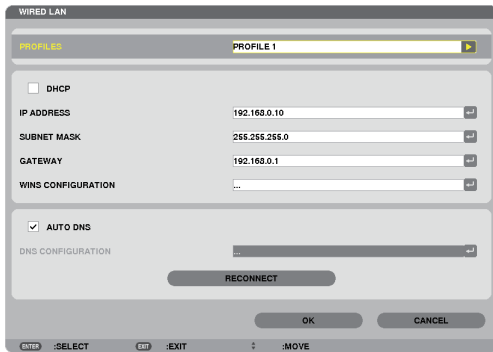 WIRED LAN
PROFILES PROFILE 1
DHCP
IP ADDRESS 192.168.0.10
SUBNET MASK 255.255.255.0
GATEWAY 192.168.0.1
WINS CONFIGURATION ...
AUTO DNS
DNS CONFIGURATION ...
RECONNECT
OK CANCEL
ENTER :SELECT EXIT :EXIT :MOVE